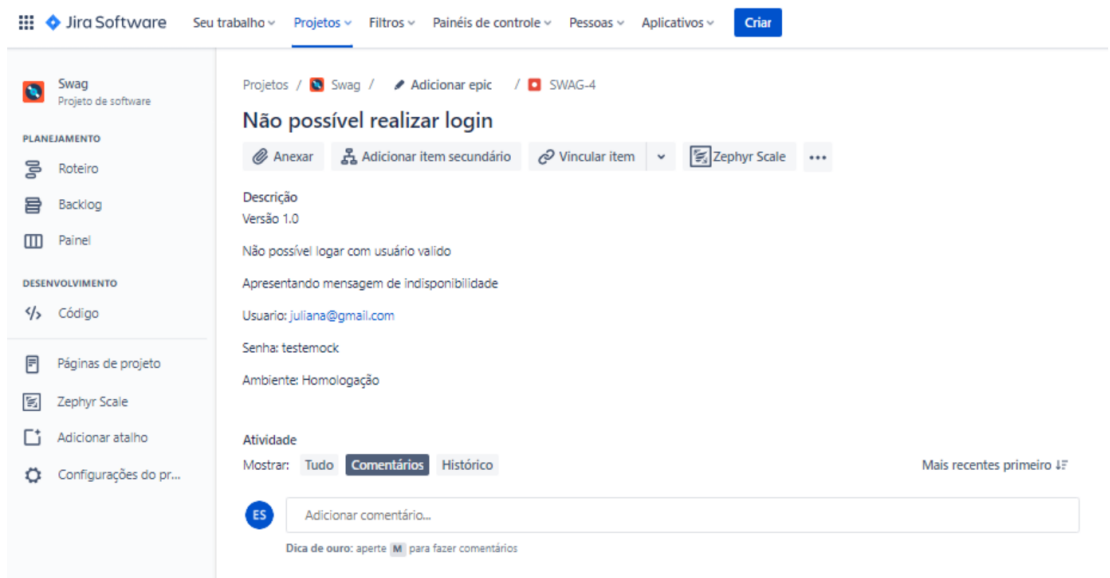 Jira Software Seu trabalho Projetos Filtros Painéis de controle Pessoas Aplicativos Criar
Swag
Projeto de software
PLANEJAMENTO
Roteiro
Backlog
Painel
DESENVOLVIMENTO
Código
Páginas de projeto
Zephyr Scale
Adicionar atalho
Configurações do pr...
Projetos / Swag / Adicionar epic / SWAG-4
Não possível realizar login
Anexar Adicionar item secundário Vincular item Zephyr Scale
Descrição
Versão 1.0
Não possível logar com usuário valido
Apresentando mensagem de indisponibilidade
Usuario: juliana@gmail.com
Senha: testemock
Ambiente: Homologação
Atividade
Mostrar: Tudo Comentários Histórico Mais recentes primeiro
ES Adicionar comentário...
Dica de ouro: aperte M para fazer comentários